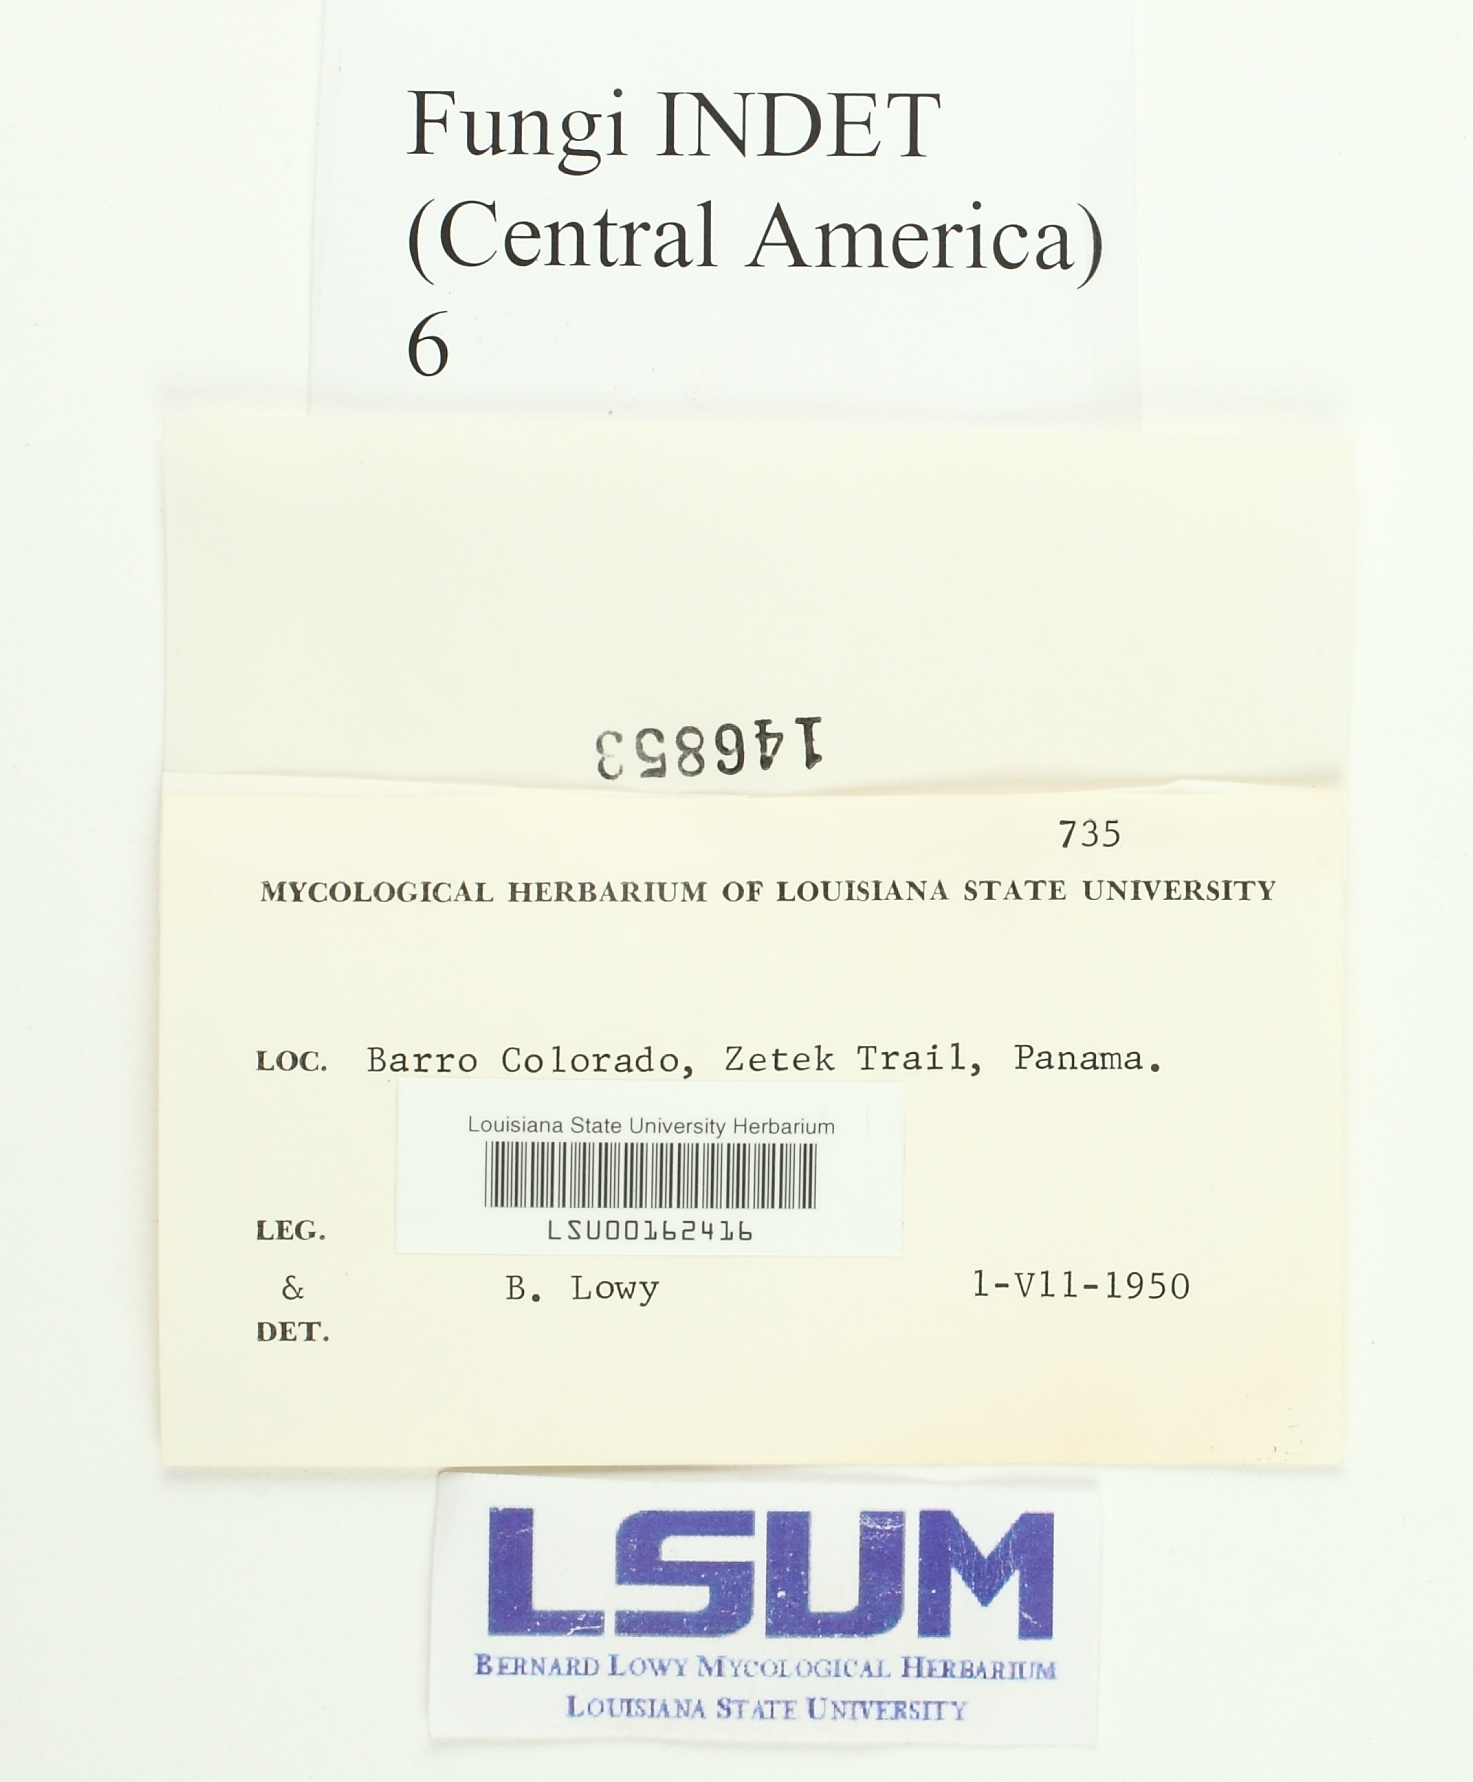 Fungi INDET
(Central America)
6
146853
735
MYCOLOGICAL HERBARIUM OF LOUISIANA STATE UNIVERSITY
LOC. Barro Colorado, Zetek Trail, Panama.
Louisiana State University Herbarium
LSU00162416
LEG.
& B. Lowy 1-V11-1950
DET.
LSUM
BERNARD LOWY MYCOLOGICAL HERBARIUM
LOUISIANA STATE UNIVERSITY